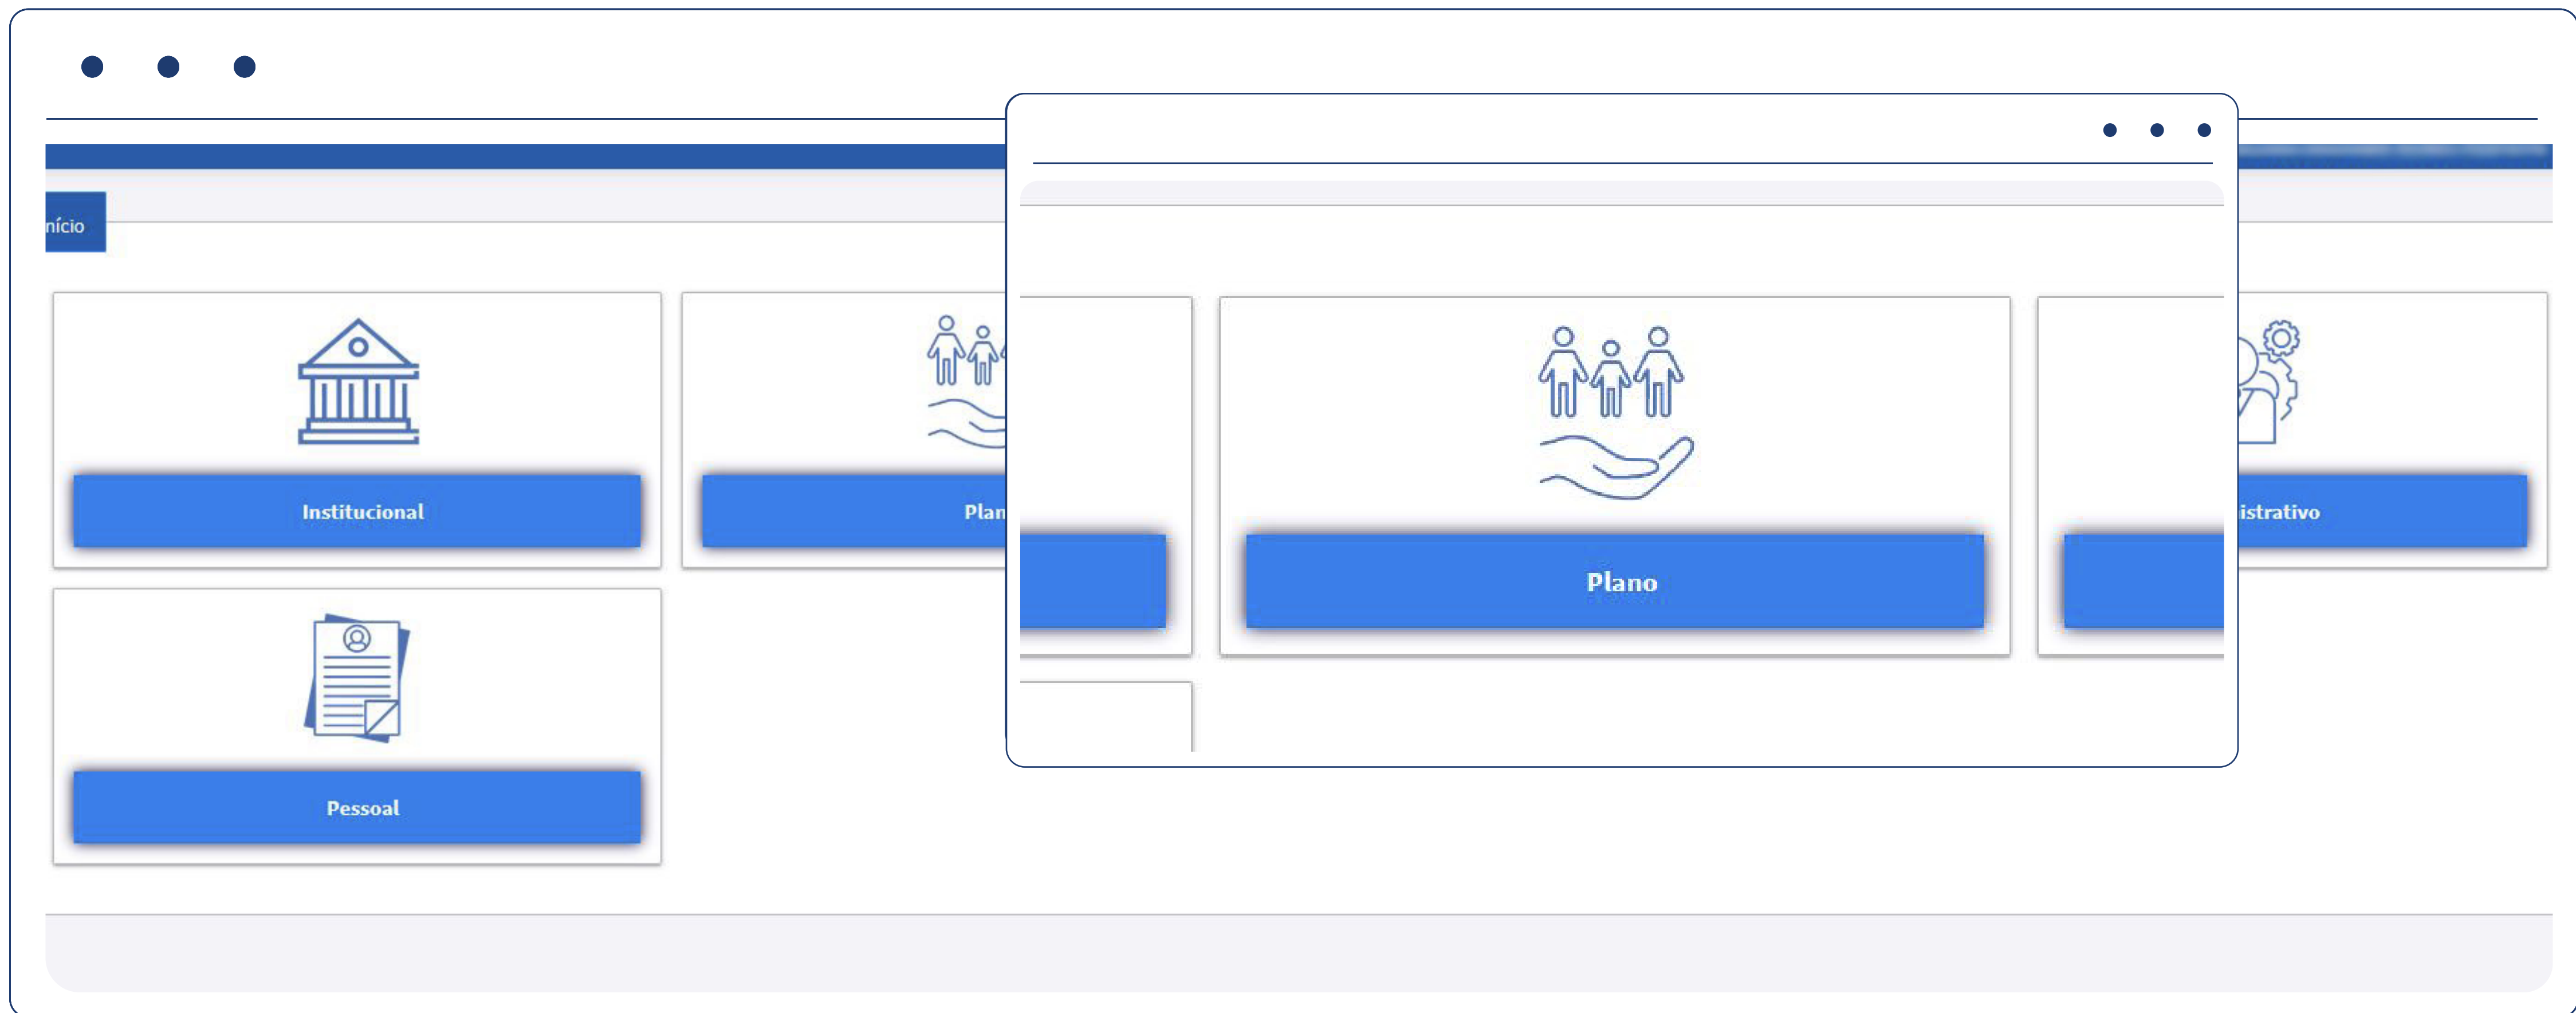 nício
Institucional
Plan
istrativo
Plano
Pessoal